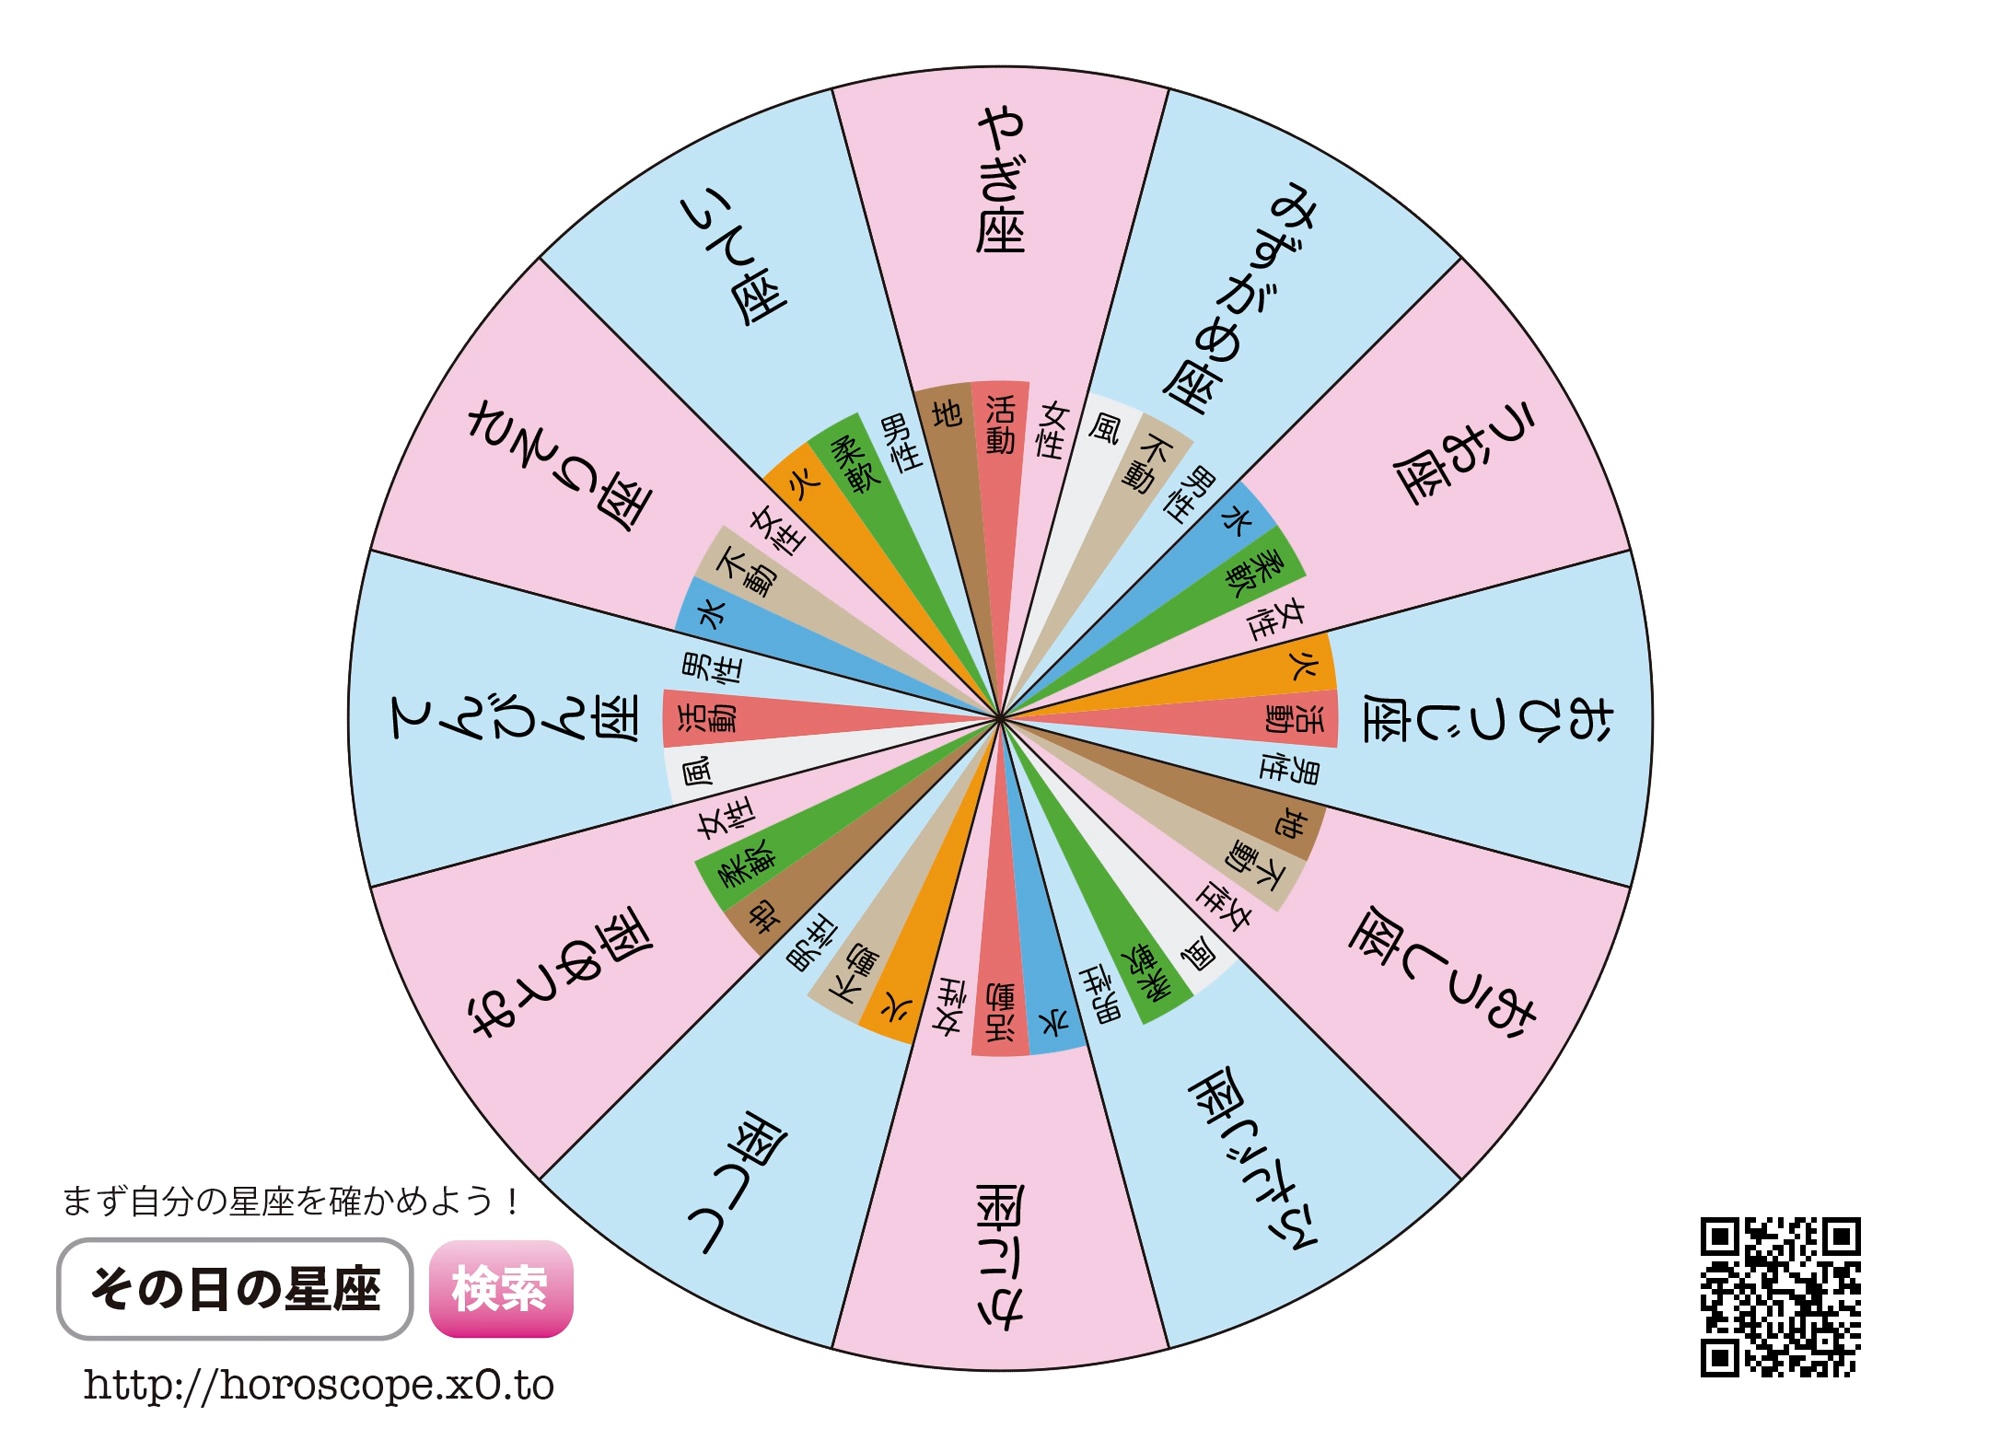 やぎ座
地
活動
女性
みずがめ座
風
不動
男性
うお座
水
柔軟
女性
おひつじ座
火
活動
男性
おうし座
地
不動
女性
ふたご座
風
柔軟
男性
かに座
水
活動
女性
しし座
火
不動
男性
おとめ座
地
柔軟
女性
てんびん座
風
活動
男性
さそり座
水
不動
女性
いて座
火
柔軟
男性
まず自分の星座を確かめよう！
その日の星座 検索
http://horoscope.x0.to